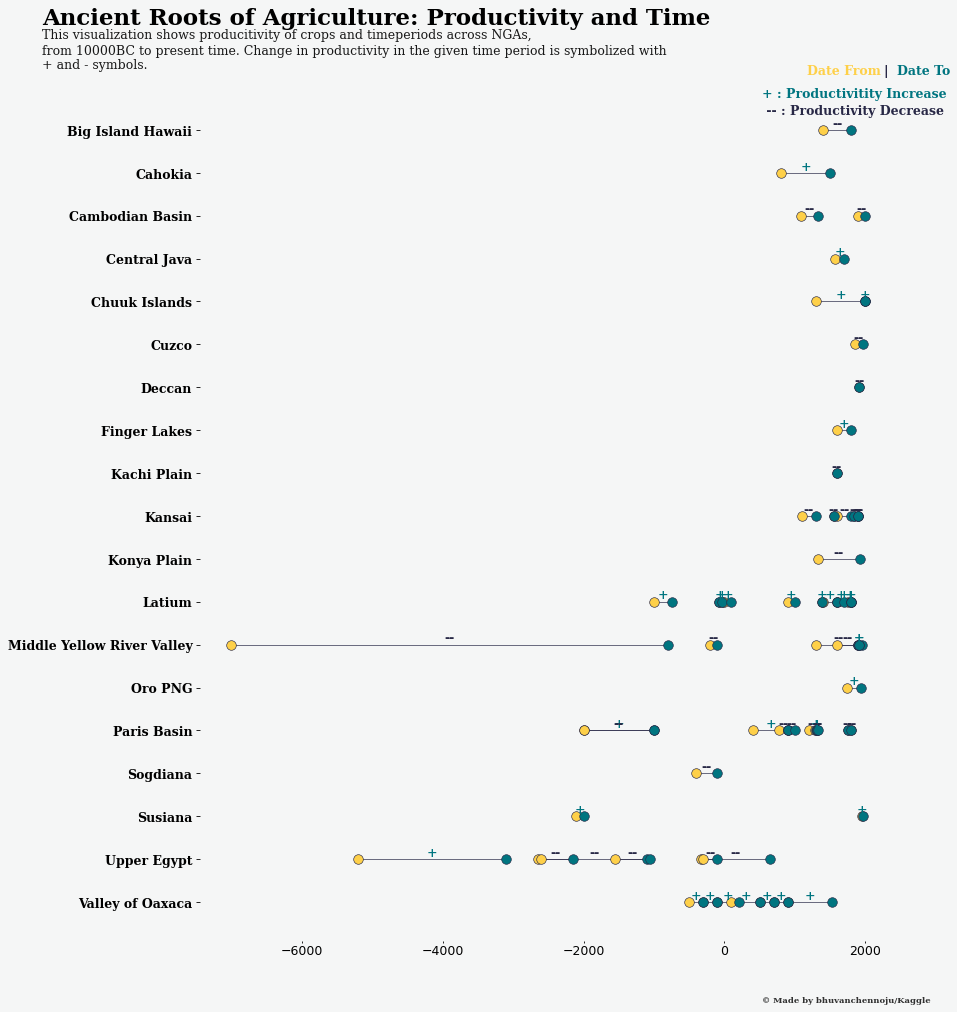 Ancient Roots of Agriculture: Productivity and Time
This visualization shows producitivity of crops and timeperiods across NGAs,
from 10000BC to present time. Change in productivity in the given time period is symbolized with
+ and - symbols.
Date From | Date To
+ : Productivitity Increase
-- : Productivity Decrease
Big Island Hawaii
Cahokia
Cambodian Basin
Central Java
Chuuk Islands
Cuzco
Deccan
Finger Lakes
Kachi Plain
Kansai
Konya Plain
Latium
Middle Yellow River Valley
Oro PNG
Paris Basin
Sogdiana
Susiana
Upper Egypt
Valley of Oaxaca
−6000 −4000 −2000 0 2000
© Made by bhuvanchennoju/Kaggle